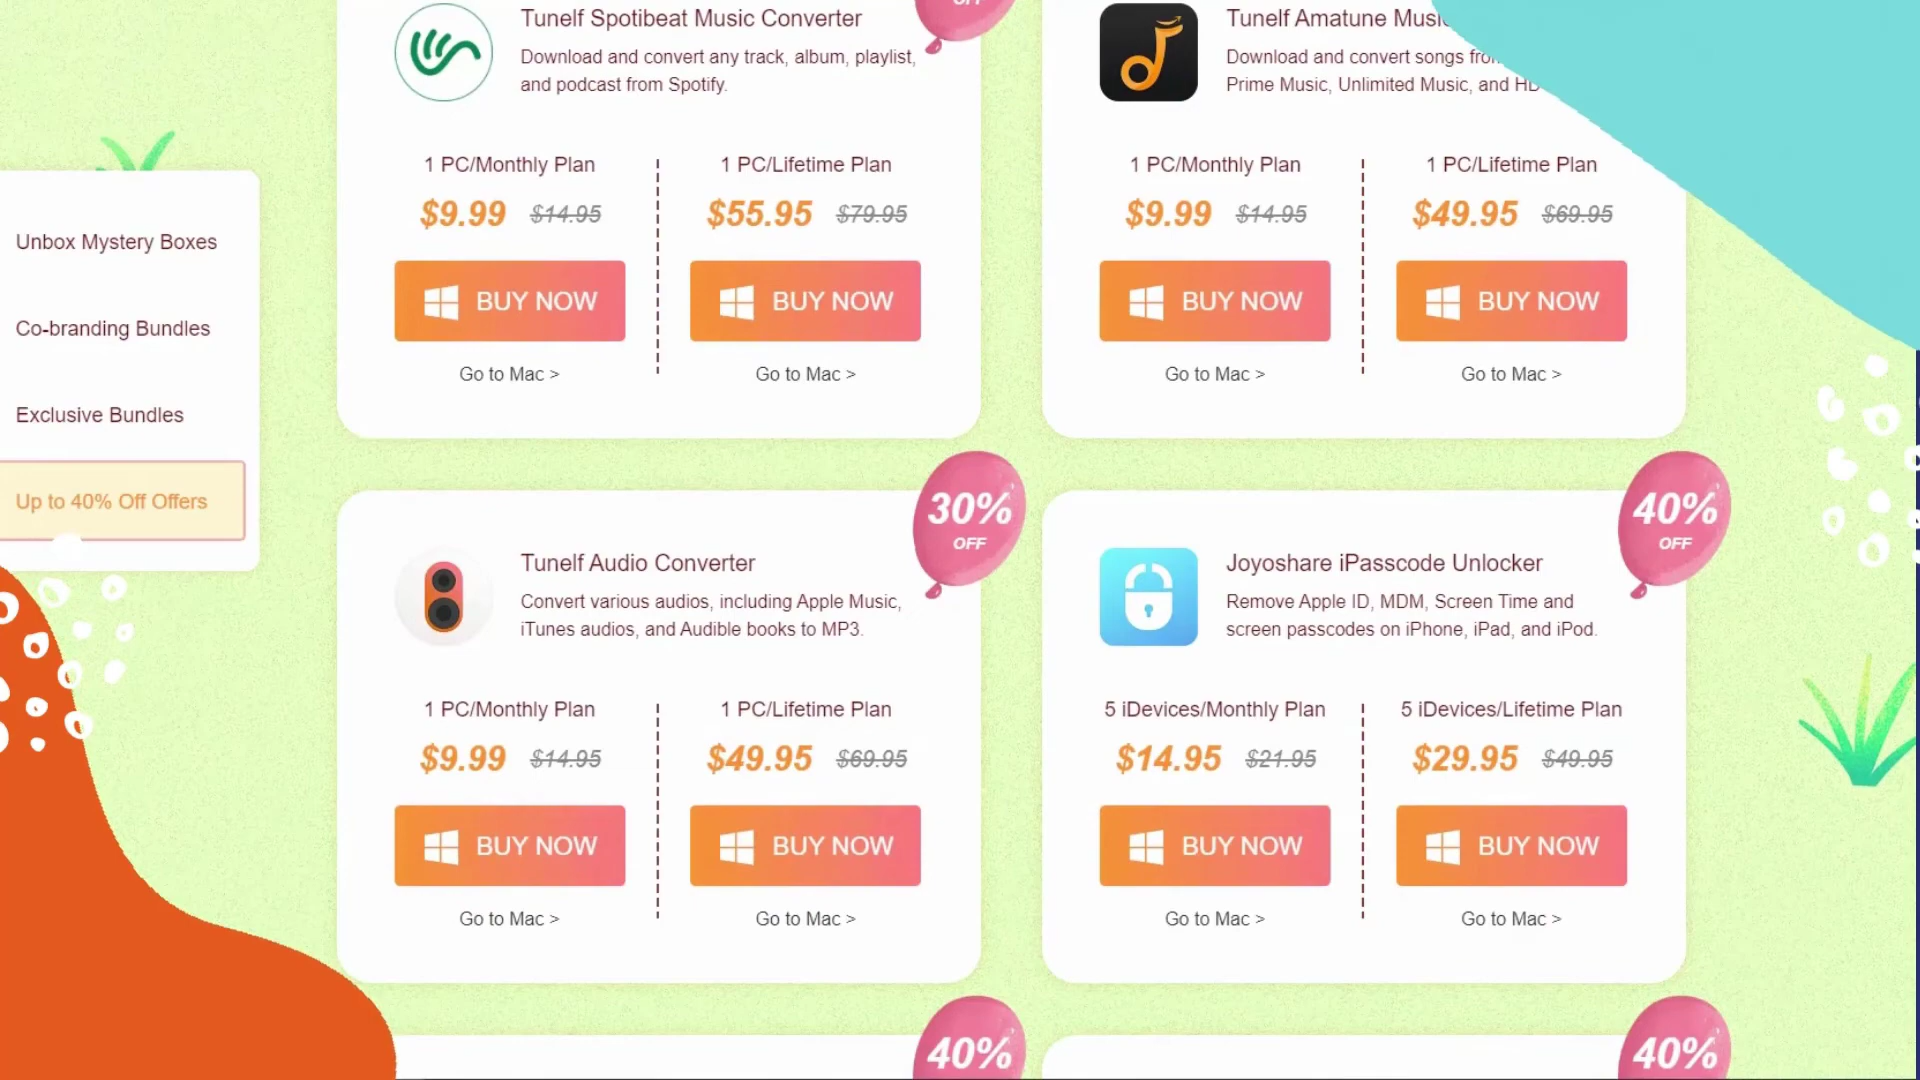 Unbox Mystery Boxes
Co-branding Bundles
Exclusive Bundles
Up to 40% Off Offers
Tunelf Spotibeat Music Converter
Download and convert any track, album, playlist,
and podcast from Spotify.
OFF
1 PC/Monthly Plan
$9.99 $14.95
BUY NOW
Go to Mac >
1 PC/Lifetime Plan
$55.95 $79.95
BUY NOW
Go to Mac >
Tunelf Amatune
Download and convert songs
Prime Music, Unlimited Music, and HD
1 PC/Monthly Plan
$9.99 $14.95
BUY NOW
Go to Mac >
1 PC/Lifetime Plan
$49.95 $69.95
BUY NOW
Go to Mac >
30%
OFF
Tunelf Audio Converter
Convert various audios, including Apple Music,
iTunes audios, and Audible books to MP3.
1 PC/Monthly Plan
$9.99 $14.95
BUY NOW
Go to Mac >
1 PC/Lifetime Plan
$49.95 $69.95
BUY NOW
Go to Mac >
40%
OFF
Joyoshare iPasscode Unlocker
Remove Apple ID, MDM, Screen Time and
screen passcodes on iPhone, iPad, and iPod.
5 iDevices/Monthly Plan
$14.95 $21.95
BUY NOW
Go to Mac >
5 iDevices/Lifetime Plan
$29.95 $49.95
BUY NOW
Go to Mac >
40%
40%